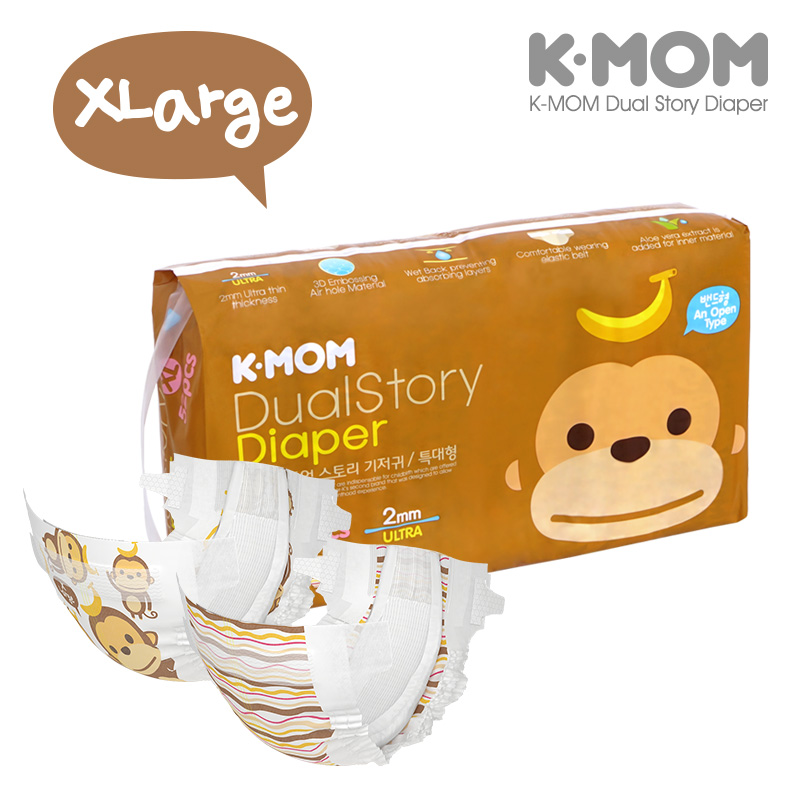 XLarge
K·MOM
K-MOM Dual Story Diaper
2mm
ULTRA
2mm Ultra thin
thickness
3D Embossing
Air hole Material
Wet Back preventing
absorbing layers
Comfortable wearing
elastic belt
Aloe vera extract is
added for inner material
밴드형
An Open
Type
K·MOM
DualStory
Diaper
스토리 기저귀 / 특대형
2mm
ULTRA